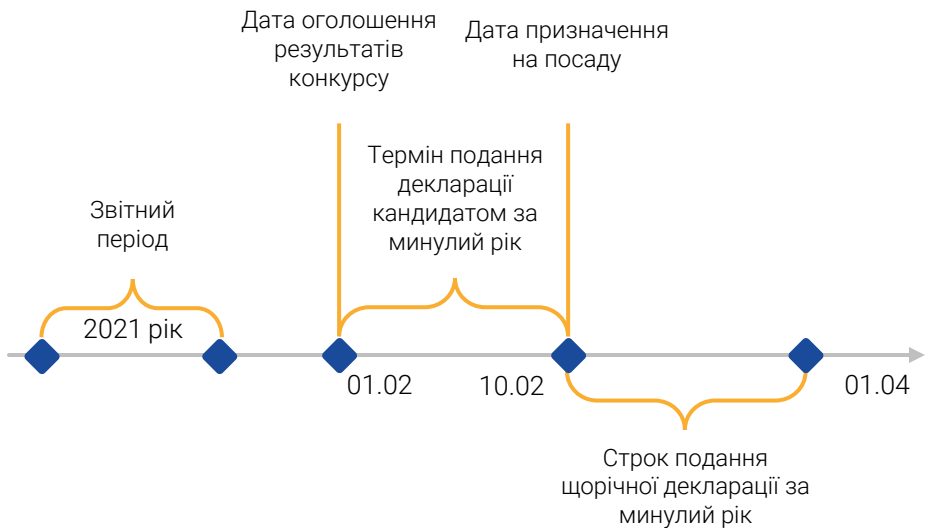 Дата оголошення
результатів
конкурсу
Дата призначення
на посаду
Термін подання
декларації
кандидатом за
минулий рік
Звітний
період
2021 рік
01.02
10.02
01.04
Строк подання
щорічної декларації за
минулий рік